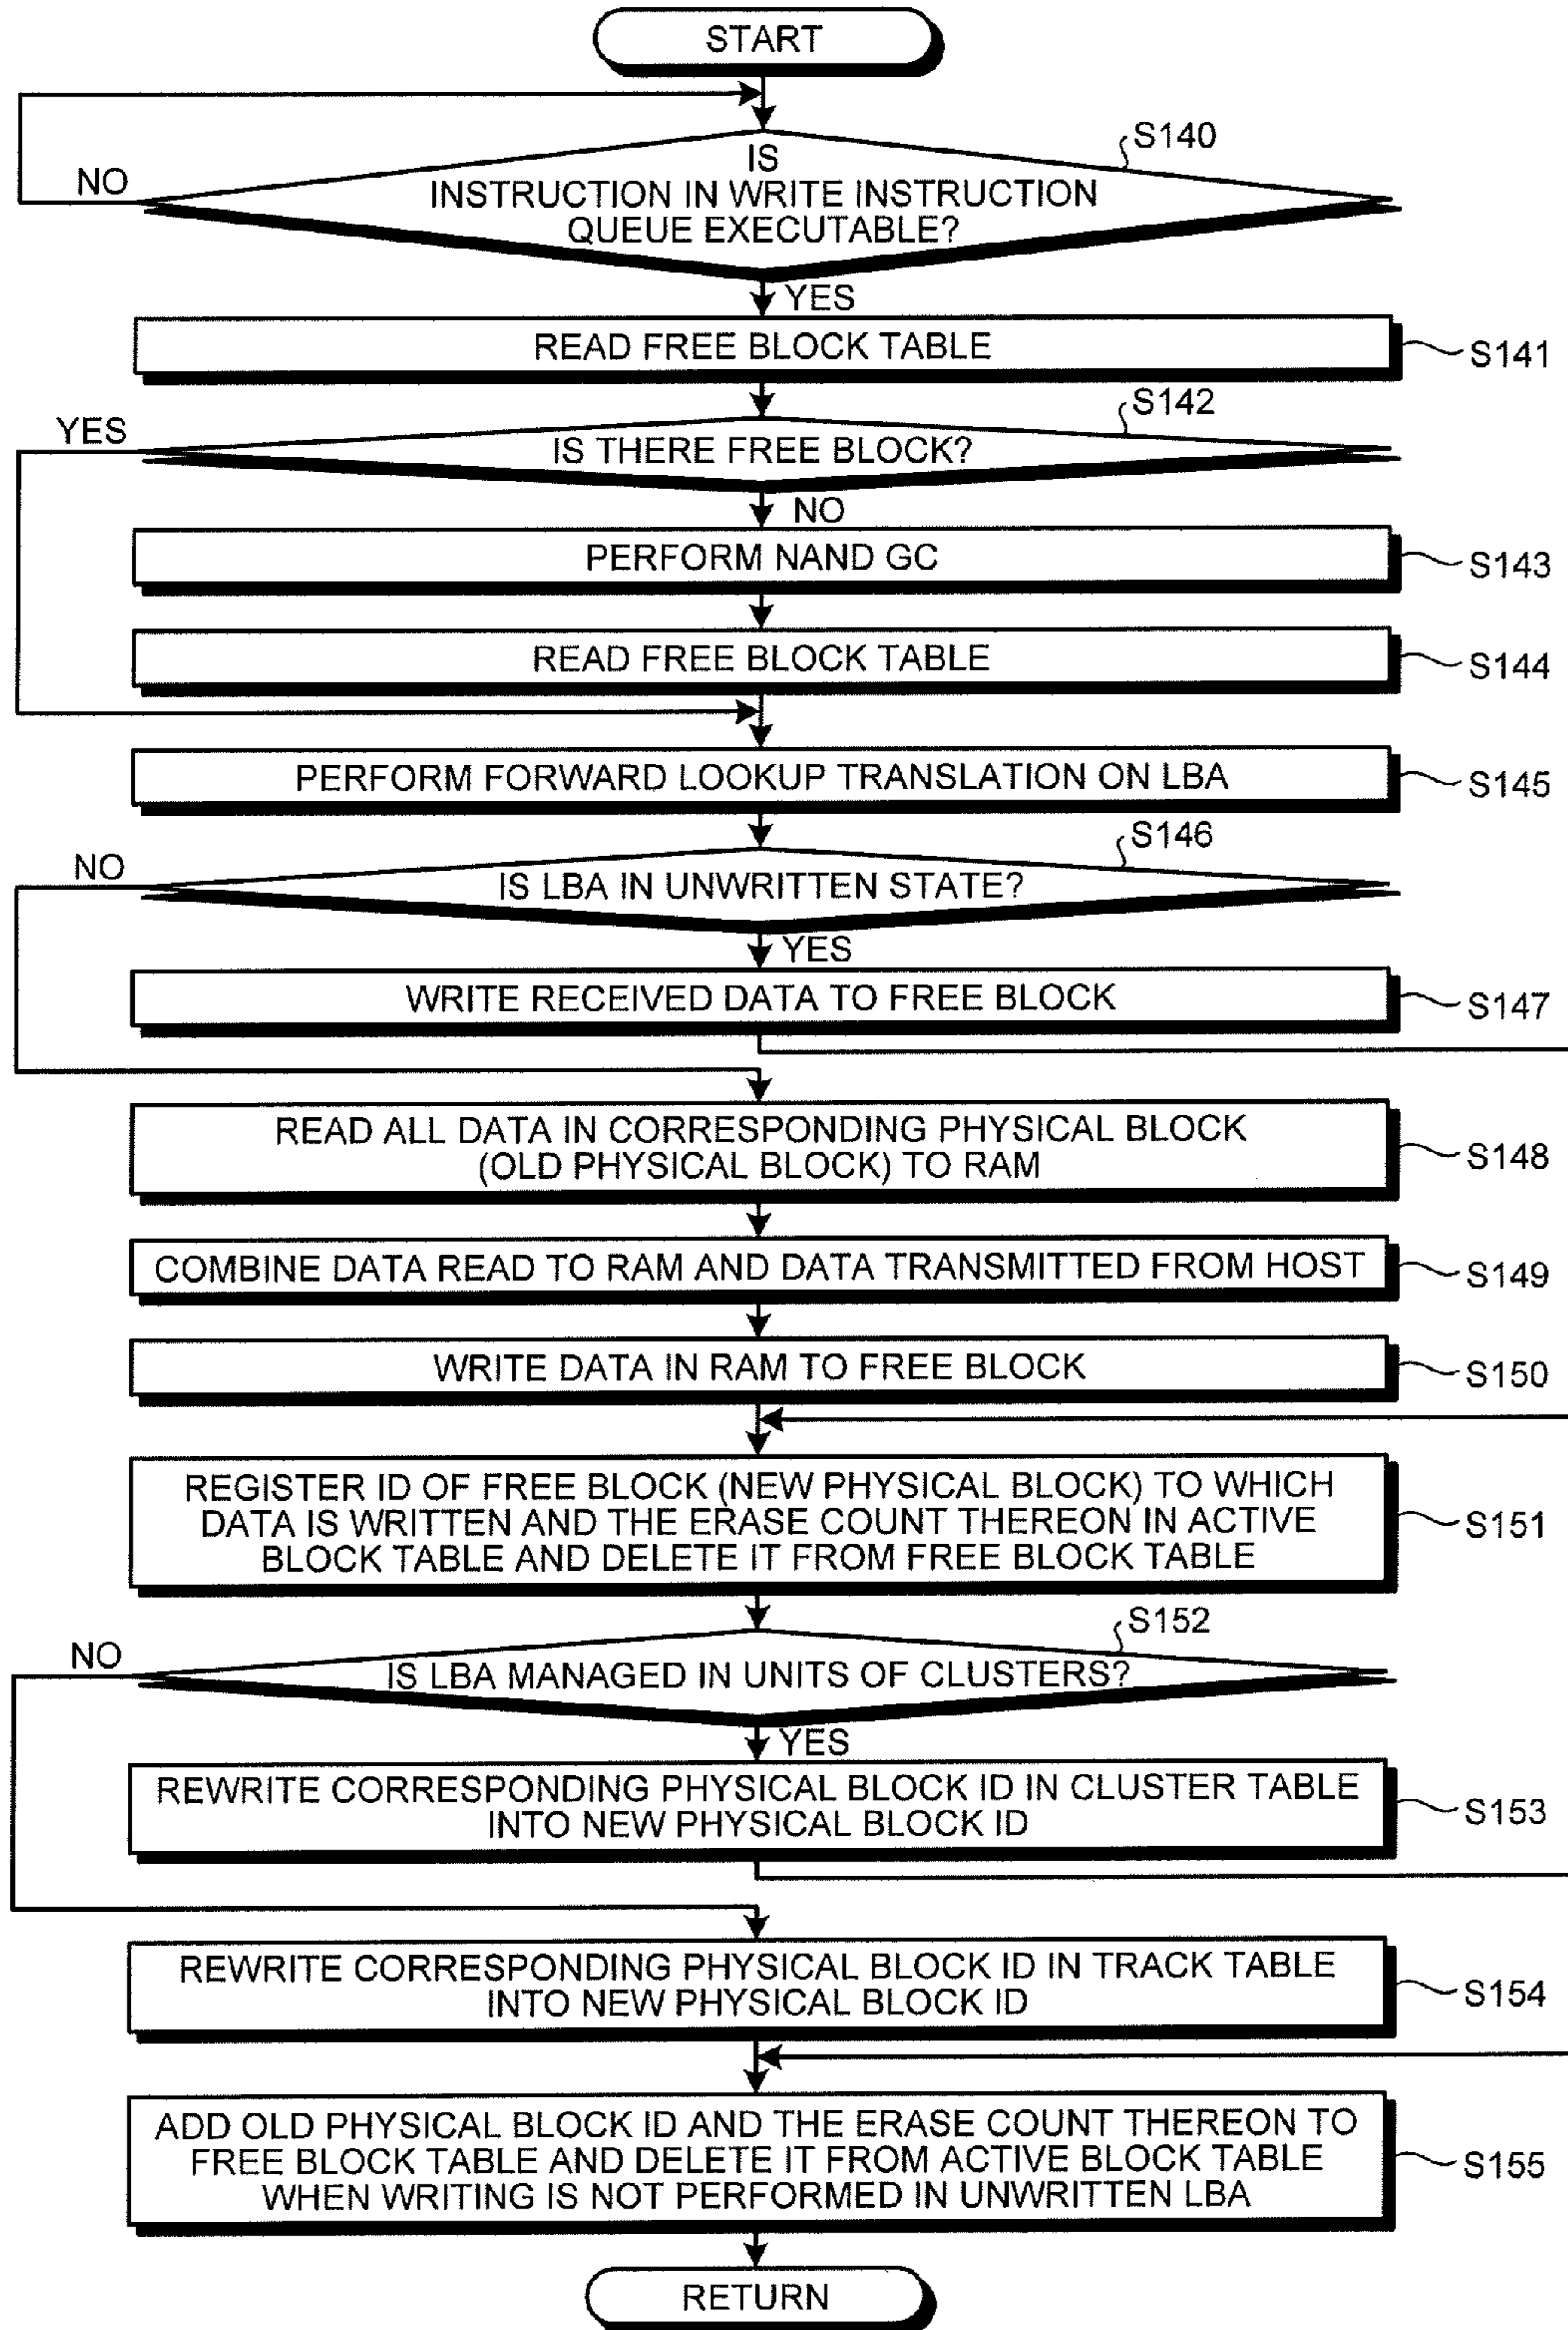 START
S140
IS
NO
INSTRUCTION IN WRITE INSTRUCTION
QUEUE EXECUTABLE?
YES
READ FREE BLOCK TABLE
S141
S142
YES
IS THERE FREE BLOCK?
NO
PERFORM NAND GC
S143
READ FREE BLOCK TABLE
S144
PERFORM FORWARD LOOKUP TRANSLATION ON LBA
S145
S146
NO
IS LBA IN UNWRITTEN STATE?
YES
WRITE RECEIVED DATA TO FREE BLOCK
S147
READ ALL DATA IN CORRESPONDING PHYSICAL BLOCK
(OLD PHYSICAL BLOCK) TO RAM
S148
COMBINE DATA READ TO RAM AND DATA TRANSMITTED FROM HOST
S149
WRITE DATA IN RAM TO FREE BLOCK
S150
REGISTER ID OF FREE BLOCK (NEW PHYSICAL BLOCK) TO WHICH
DATA IS WRITTEN AND THE ERASE COUNT THEREON IN ACTIVE
BLOCK TABLE AND DELETE IT FROM FREE BLOCK TABLE
S151
S152
NO
IS LBA MANAGED IN UNITS OF CLUSTERS?
YES
REWRITE CORRESPONDING PHYSICAL BLOCK ID IN CLUSTER TABLE
INTO NEW PHYSICAL BLOCK ID
S153
REWRITE CORRESPONDING PHYSICAL BLOCK ID IN TRACK TABLE
INTO NEW PHYSICAL BLOCK ID
S154
ADD OLD PHYSICAL BLOCK ID AND THE ERASE COUNT THEREON TO
FREE BLOCK TABLE AND DELETE IT FROM ACTIVE BLOCK TABLE
WHEN WRITING IS NOT PERFORMED IN UNWRITTEN LBA
S155
RETURN